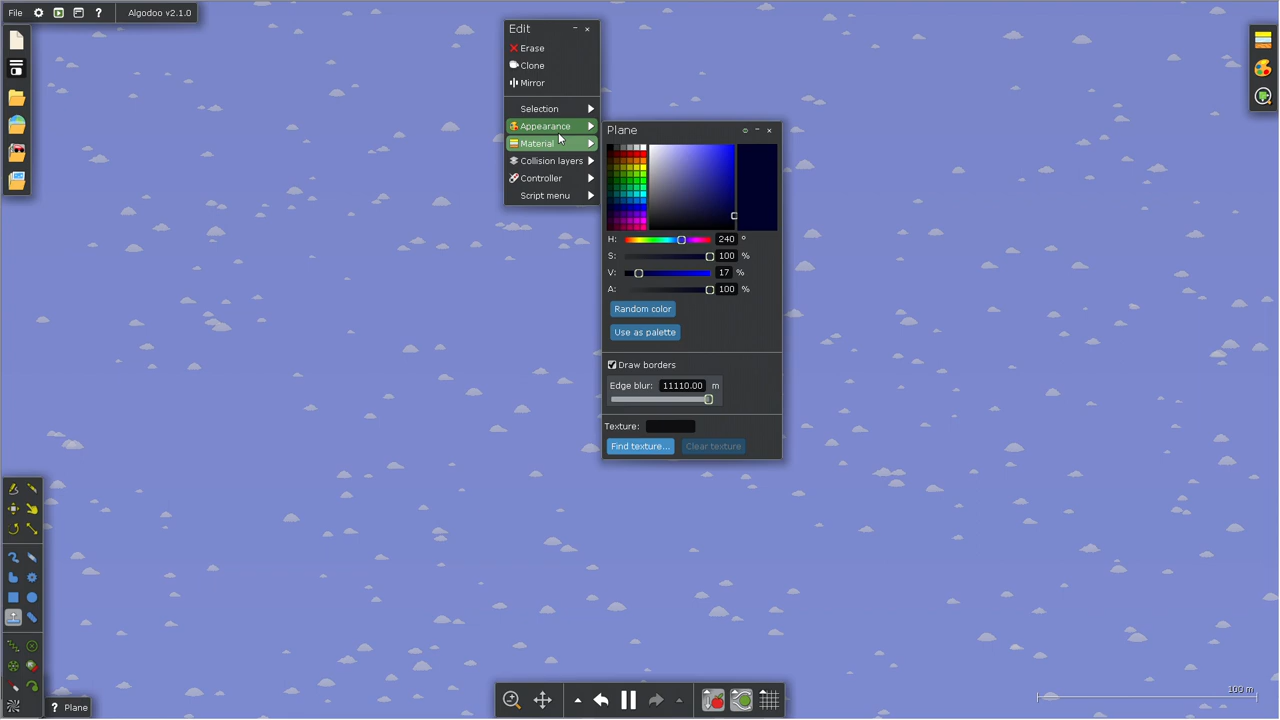 File
?
Algodoo v2.1.0
Edit
Erase
Clone
Mirror
Selection
Appearance
Material
Collision layers
Controller
Script menu
Plane
H: 240 °
S: 100 %
V: 17 %
A: 100 %
Random color
Use as palette
Draw borders
Edge blur: 11110.00 m
Texture:
Find texture... Clear texture
? Plane
100 m